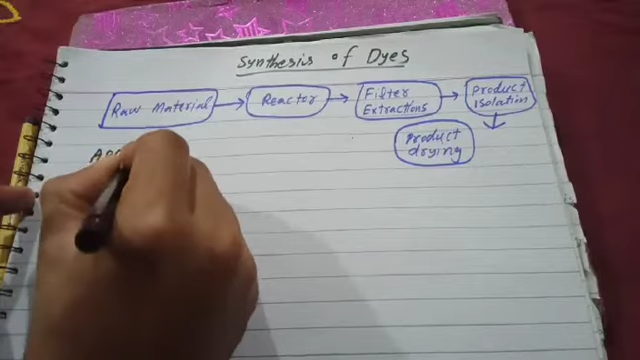 Synthesis of Dyes
Raw Material
Reactor
Filter
Extractions
Product
Isolation
Product
drying